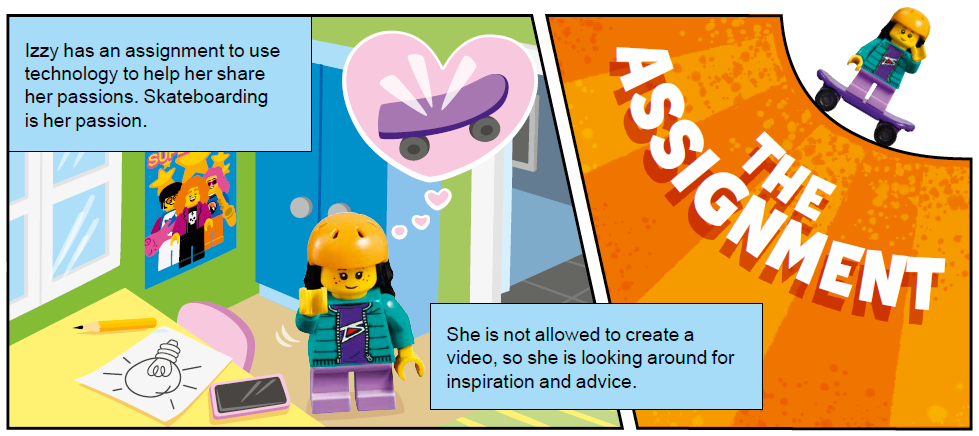 Izzy has an assignment to use
technology to help her share
her passions. Skateboarding
is her passion.
THE
ASSIGNMENT
She is not allowed to create a
video, so she is looking around for
inspiration and advice.